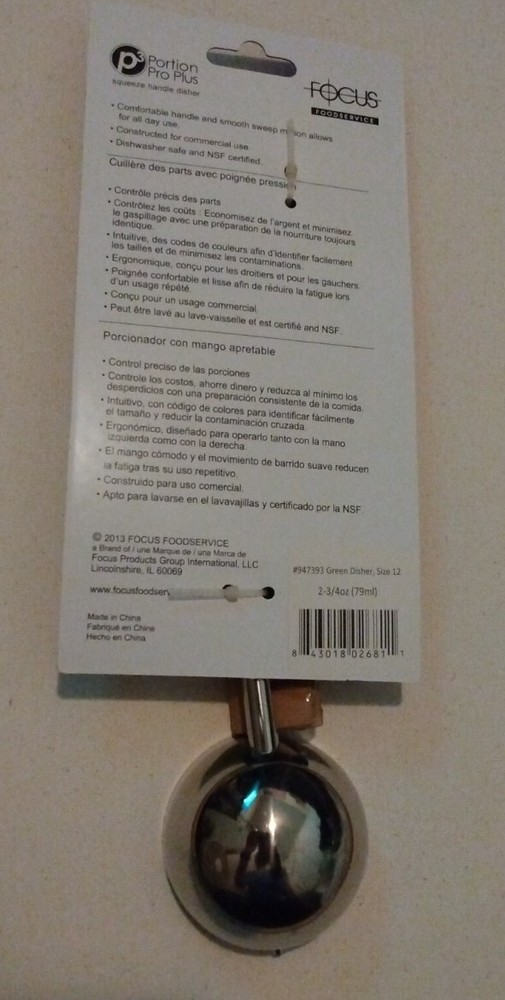 p3 Portion
Pro Plus
squeeze handle disher
FOCUS
FOODSERVICE
• Comfortable handle and smooth sweep m ion allows
for all day use.
• Constructed for commercial use.
• Dishwasher safe and NSF certified.
Cuillère des parts avec poignée pressi
• Contrôle précis des parts
• Contrôlez les coûts : Economisez de l'argent et minimisez
le gaspillage avec une préparation de la nourriture toujours
identique.
• Intuitive, des codes de couleurs afin d'identifier facilement
les tailles et de minimisez les contaminations.
• Ergonomique, conçu pour les droitiers et pour les gauchers.
• Poignée confortable et lisse afin de réduire la fatigue lors
d'un usage répété.
• Conçu pour un usage commercial.
• Peut être lavé au lave-vaisselle et est certifié and NSF.
Porcionador con mango apretable
• Control preciso de las porciones
• Controle los costos, ahorre dinero y reduzca al mínimo los
desperdicios con una preparación consistente de la comida.
• Intuitivo, con código de colores para identificar fácilmente
el tamaño y reducir la contaminación cruzada.
• Ergonómico, diseñado para operarlo tanto con la mano
izquierda como con la derecha.
• El mango cómodo y el movimiento de barrido suave reducen
la fatiga tras su uso repetitivo.
• Construido para uso comercial.
• Apto para lavarse en el lavavajillas y certificado por la NSF
© 2013 FOCUS FOODSERVICE
a Brand of / une Marque de / una Marca de
Focus Products Group International, LLC
Lincolnshire, IL 60069
www.focusfoodser
Made in China
Fabriqué en Chine
Hecho en China
#947393 Green Disher, Size 12
2-3/4oz (79ml)
8 43018 02681 1